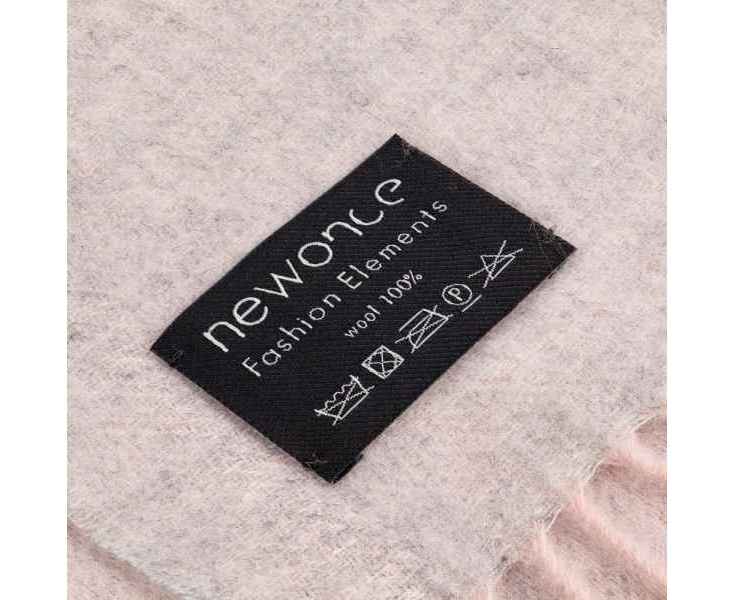 newonce
Fashion Elements
wool 100%
P